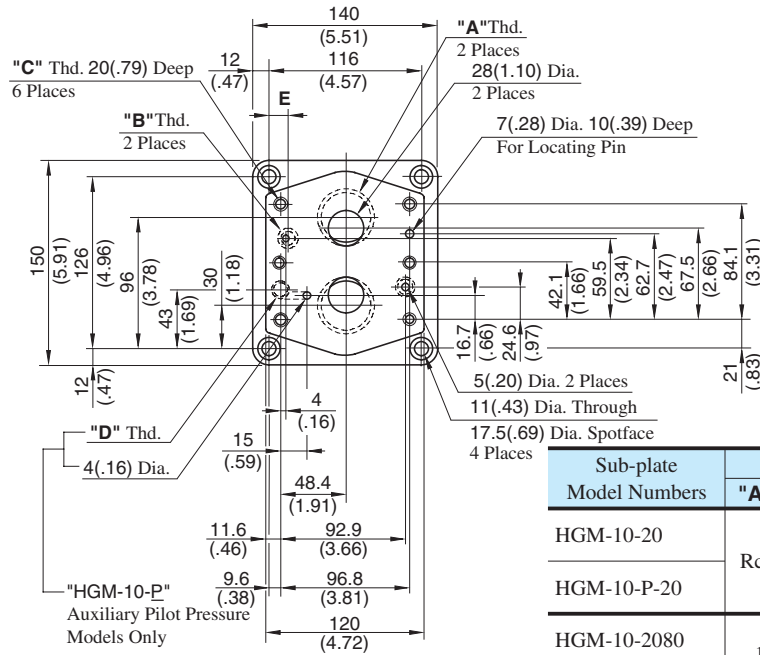 140
(5.51)
"A"Thd.
2 Places
12
(.47)
116
(4.57)
28(1.10) Dia.
2 Places
"C" Thd. 20(.79) Deep
6 Places
E
"B"Thd.
2 Places
7(.28) Dia. 10(.39) Deep
For Locating Pin
150
(5.91)
126
(4.96)
96
(3.78)
43
(1.69)
30
(1.18)
12
(.47)
42.1
(1.66)
59.5
(2.34)
62.7
(2.47)
67.5
(2.66)
84.1
(3.31)
16.7
(.66)
24.6
(.97)
21
(.83)
5(.20) Dia. 2 Places
11(.43) Dia. Through
17.5(.69) Dia. Spotface
4 Places
4
(.16)
"D" Thd.
15
(.59)
4(.16) Dia.
48.4
(1.91)
11.6
(.46)
92.9
(3.66)
9.6
(.38)
96.8
(3.81)
"HGM-10-P"
Auxiliary Pilot Pressure
Models Only
120
(4.72)
Sub-plate
Model Numbers
"A
HGM-10-20
HGM-10-P-20
HGM-10-2080